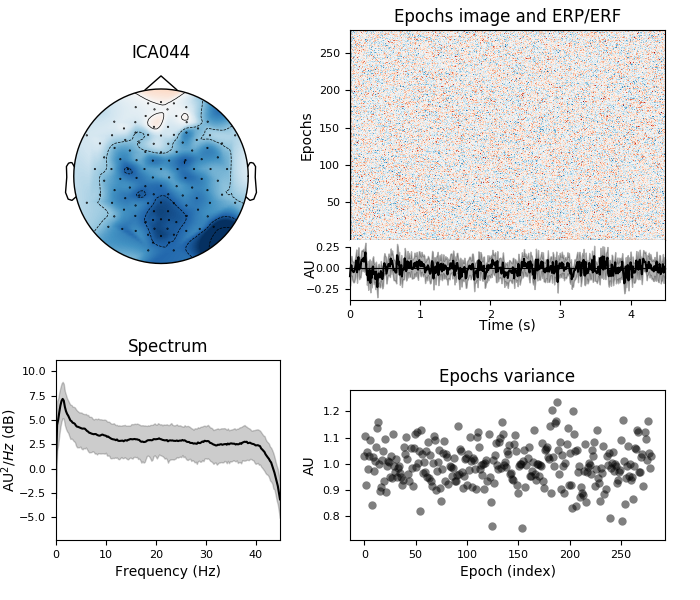 ICA044
Epochs image and ERP/ERF
Epochs
250
200
150
100
50
AU
0.25
0.00
−0.25
0 1 2 3 4
Time (s)
Spectrum
AU²/Hz (dB)
10.0
7.5
5.0
2.5
0.0
−2.5
−5.0
0 10 20 30 40
Frequency (Hz)
Epochs variance
AU
1.2
1.1
1.0
0.9
0.8
0 50 100 150 200 250
Epoch (index)